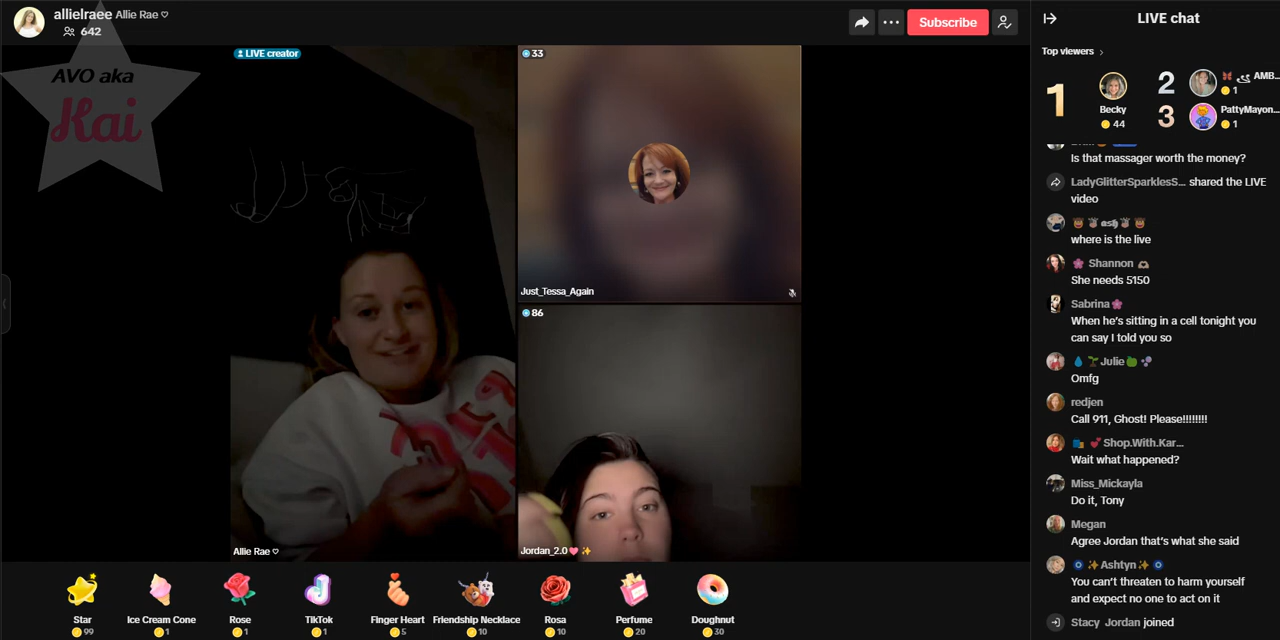 allielraee Allie Rae
642
Subscribe
AVO aka
Kai
LIVE creator
33
Just_Tessa_Again
86
Allie Rae
Jordan_2.0
Star
99
Ice Cream Cone
1
Rose
1
TikTok
1
Finger Heart
5
Friendship Necklace
10
Rosa
10
Perfume
20
Doughnut
30
LIVE chat
Top viewers
1
Becky
44
2
AMB...
1
3
PattyMayon...
1
Is that massager worth the money?
LadyGlitterSparklesS... shared the LIVE
video
where is the live
Shannon
She needs 5150
Sabrina
When he's sitting in a cell tonight you
can say I told you so
Julie
Omfg
redjen
Call 911, Ghost! Please!!!!!!!!
Shop.With.Kar...
Wait what happened?
Miss_Mickayla
Do it, Tony
Megan
Agree Jordan that's what she said
Ashtyn
You can't threaten to harm yourself
and expect no one to act on it
Stacy Jordan joined